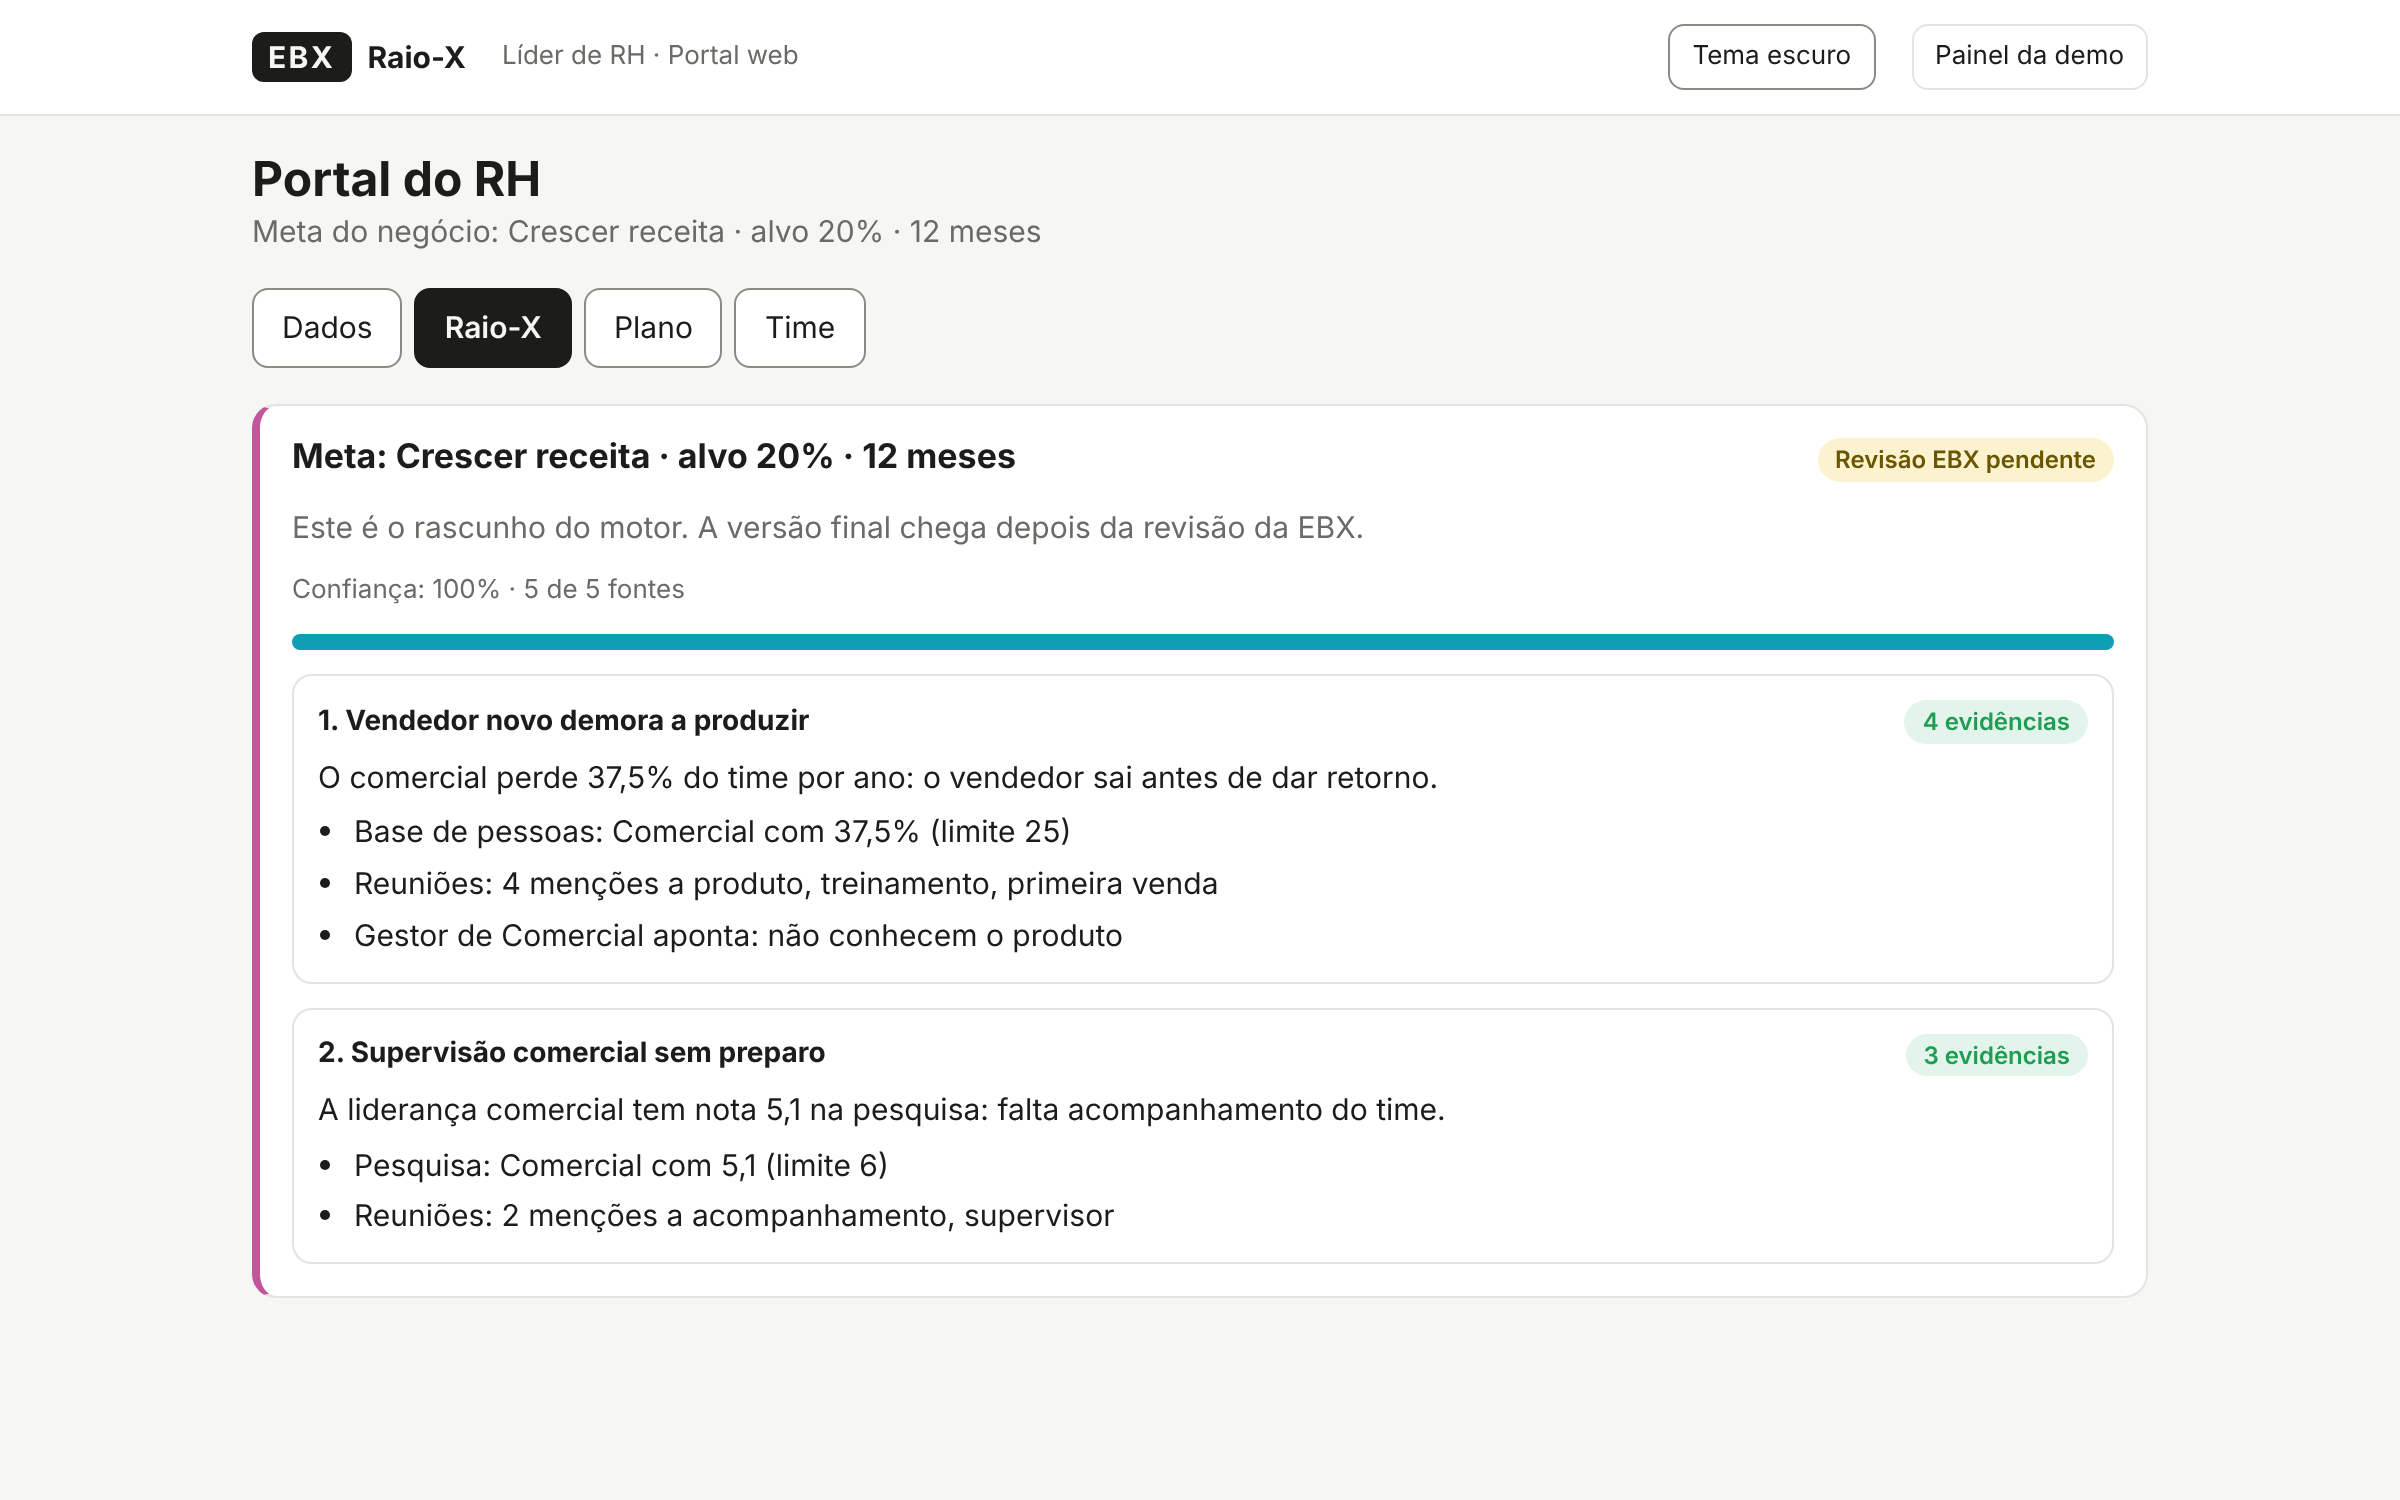 EBX Raio-X Líder de RH · Portal web Tema escuro Painel da demo
Portal do RH
Meta do negócio: Crescer receita · alvo 20% · 12 meses
Dados Raio-X Plano Time
Meta: Crescer receita · alvo 20% · 12 meses Revisão EBX pendente
Este é o rascunho do motor. A versão final chega depois da revisão da EBX.
Confiança: 100% · 5 de 5 fontes
1. Vendedor novo demora a produzir 4 evidências
O comercial perde 37,5% do time por ano: o vendedor sai antes de dar retorno.
• Base de pessoas: Comercial com 37,5% (limite 25)
• Reuniões: 4 menções a produto, treinamento, primeira venda
• Gestor de Comercial aponta: não conhecem o produto
2. Supervisão comercial sem preparo 3 evidências
A liderança comercial tem nota 5,1 na pesquisa: falta acompanhamento do time.
• Pesquisa: Comercial com 5,1 (limite 6)
• Reuniões: 2 menções a acompanhamento, supervisor